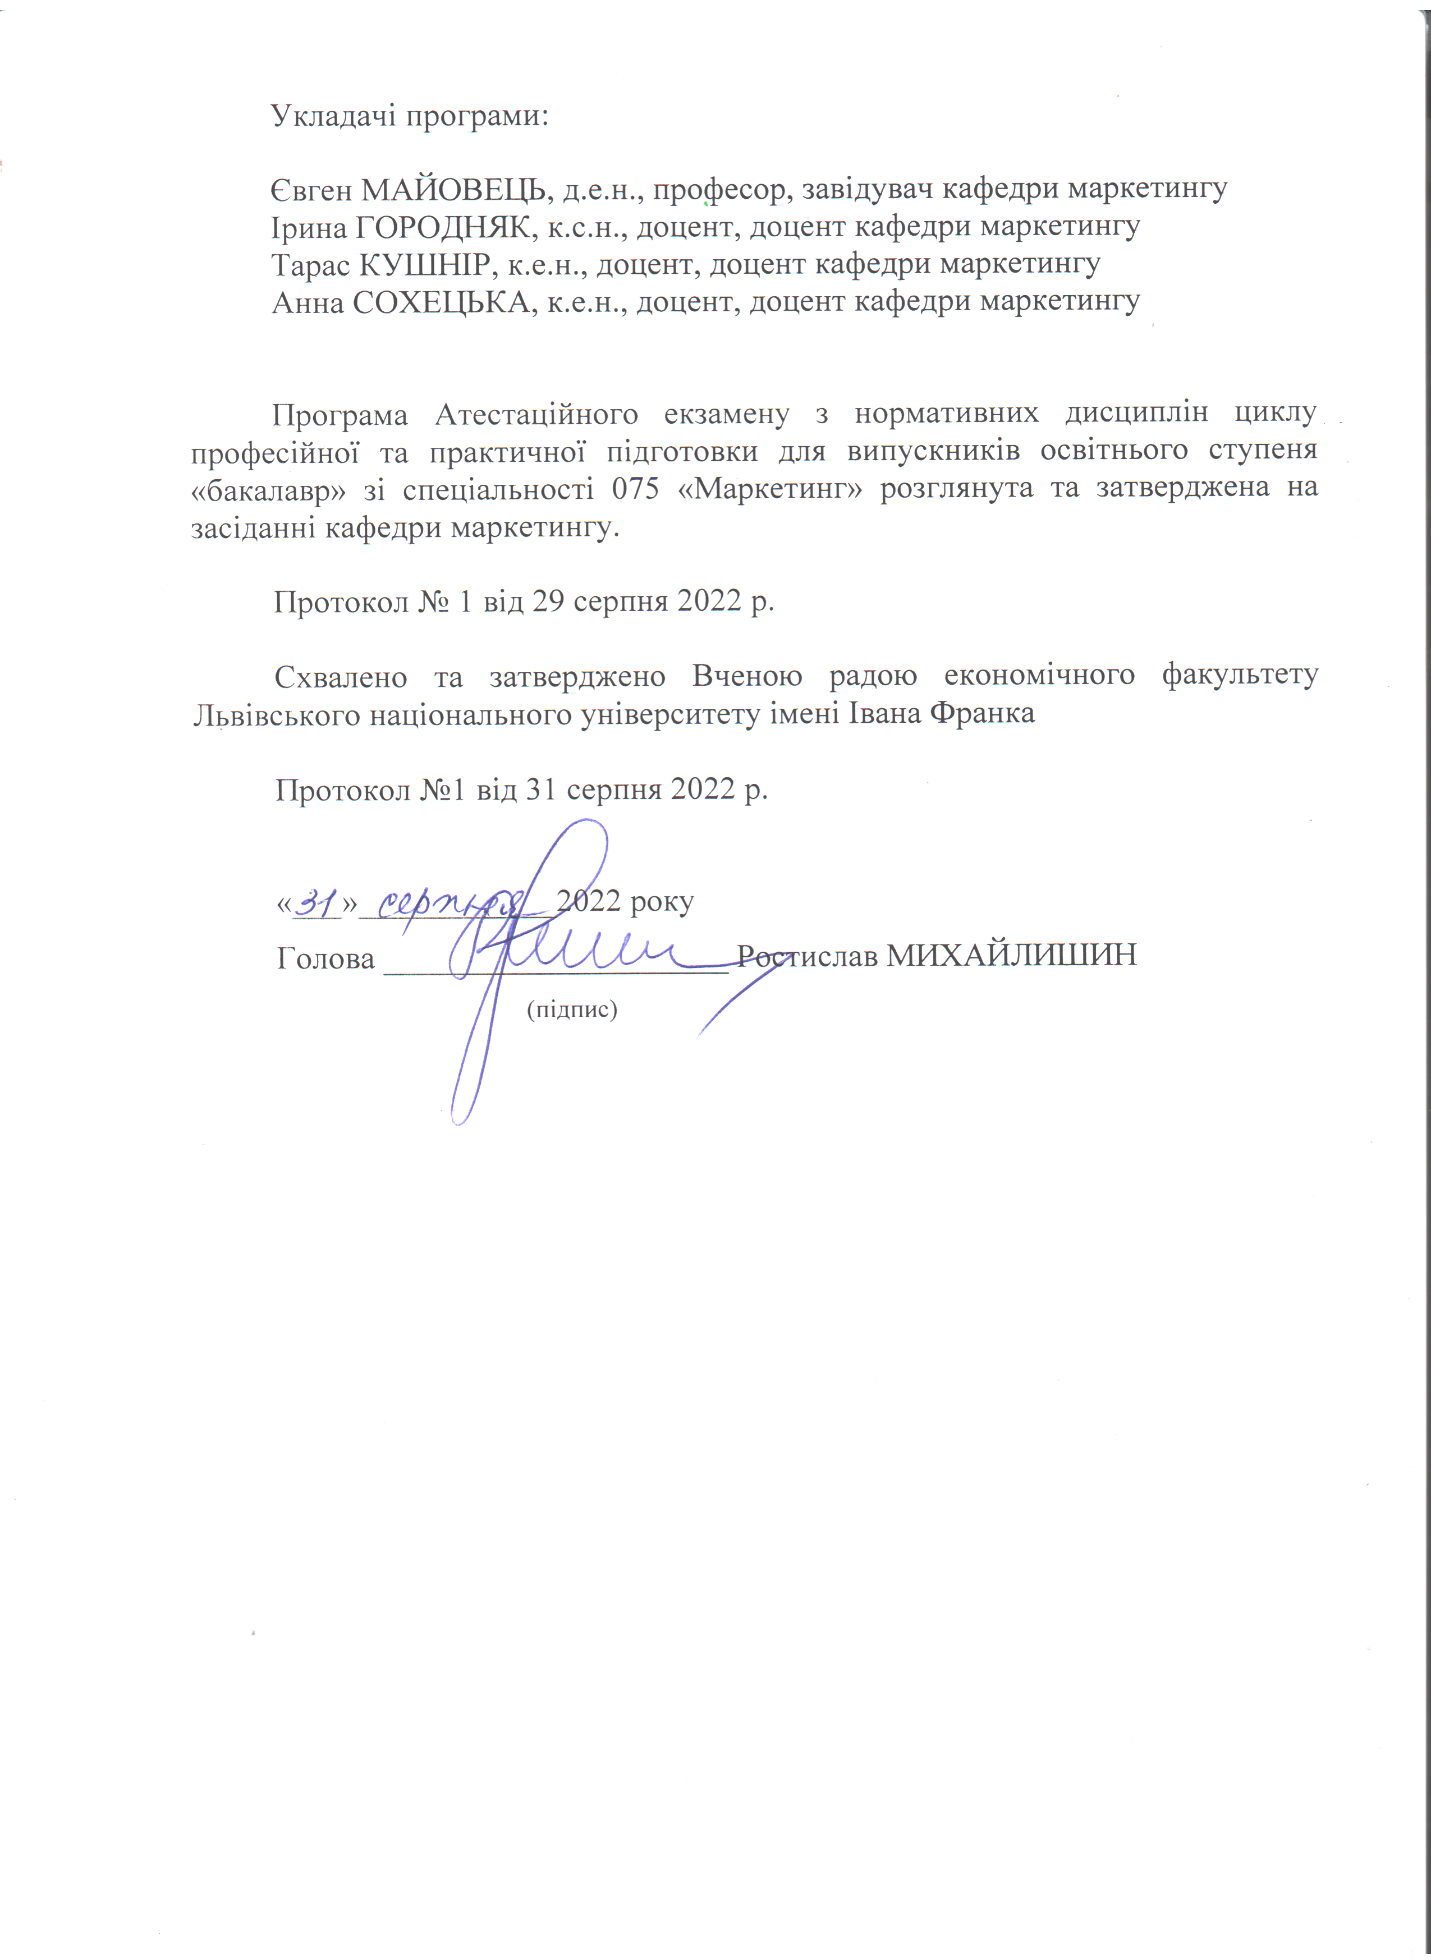 Укладачі програми:
Євген МАЙОВЕЦЬ, д.е.н., професор, завідувач кафедри маркетингу
Ірина ГОРОДНЯК, к.с.н., доцент, доцент кафедри маркетингу
Тарас КУШНІР, к.е.н., доцент, доцент кафедри маркетингу
Анна СОХЕЦЬКА, к.е.н., доцент, доцент кафедри маркетингу
Програма Атестаційного екзамену з нормативних дисциплін циклу
професійної та практичної підготовки для випускників освітнього ступеня
«бакалавр» зі спеціальності 075 «Маркетинг» розглянута та затверджена на
засіданні кафедри маркетингу.
Протокол № 1 від 29 серпня 2022 р.
Схвалено та затверджено Вченою радою економічного факультету
Львівського національного університету імені Івана Франка
Протокол №1 від 31 серпня 2022 р.
«31» серпня 2022 року
Голова ____________________ Ростислав МИХАЙЛИШИН
(підпис)